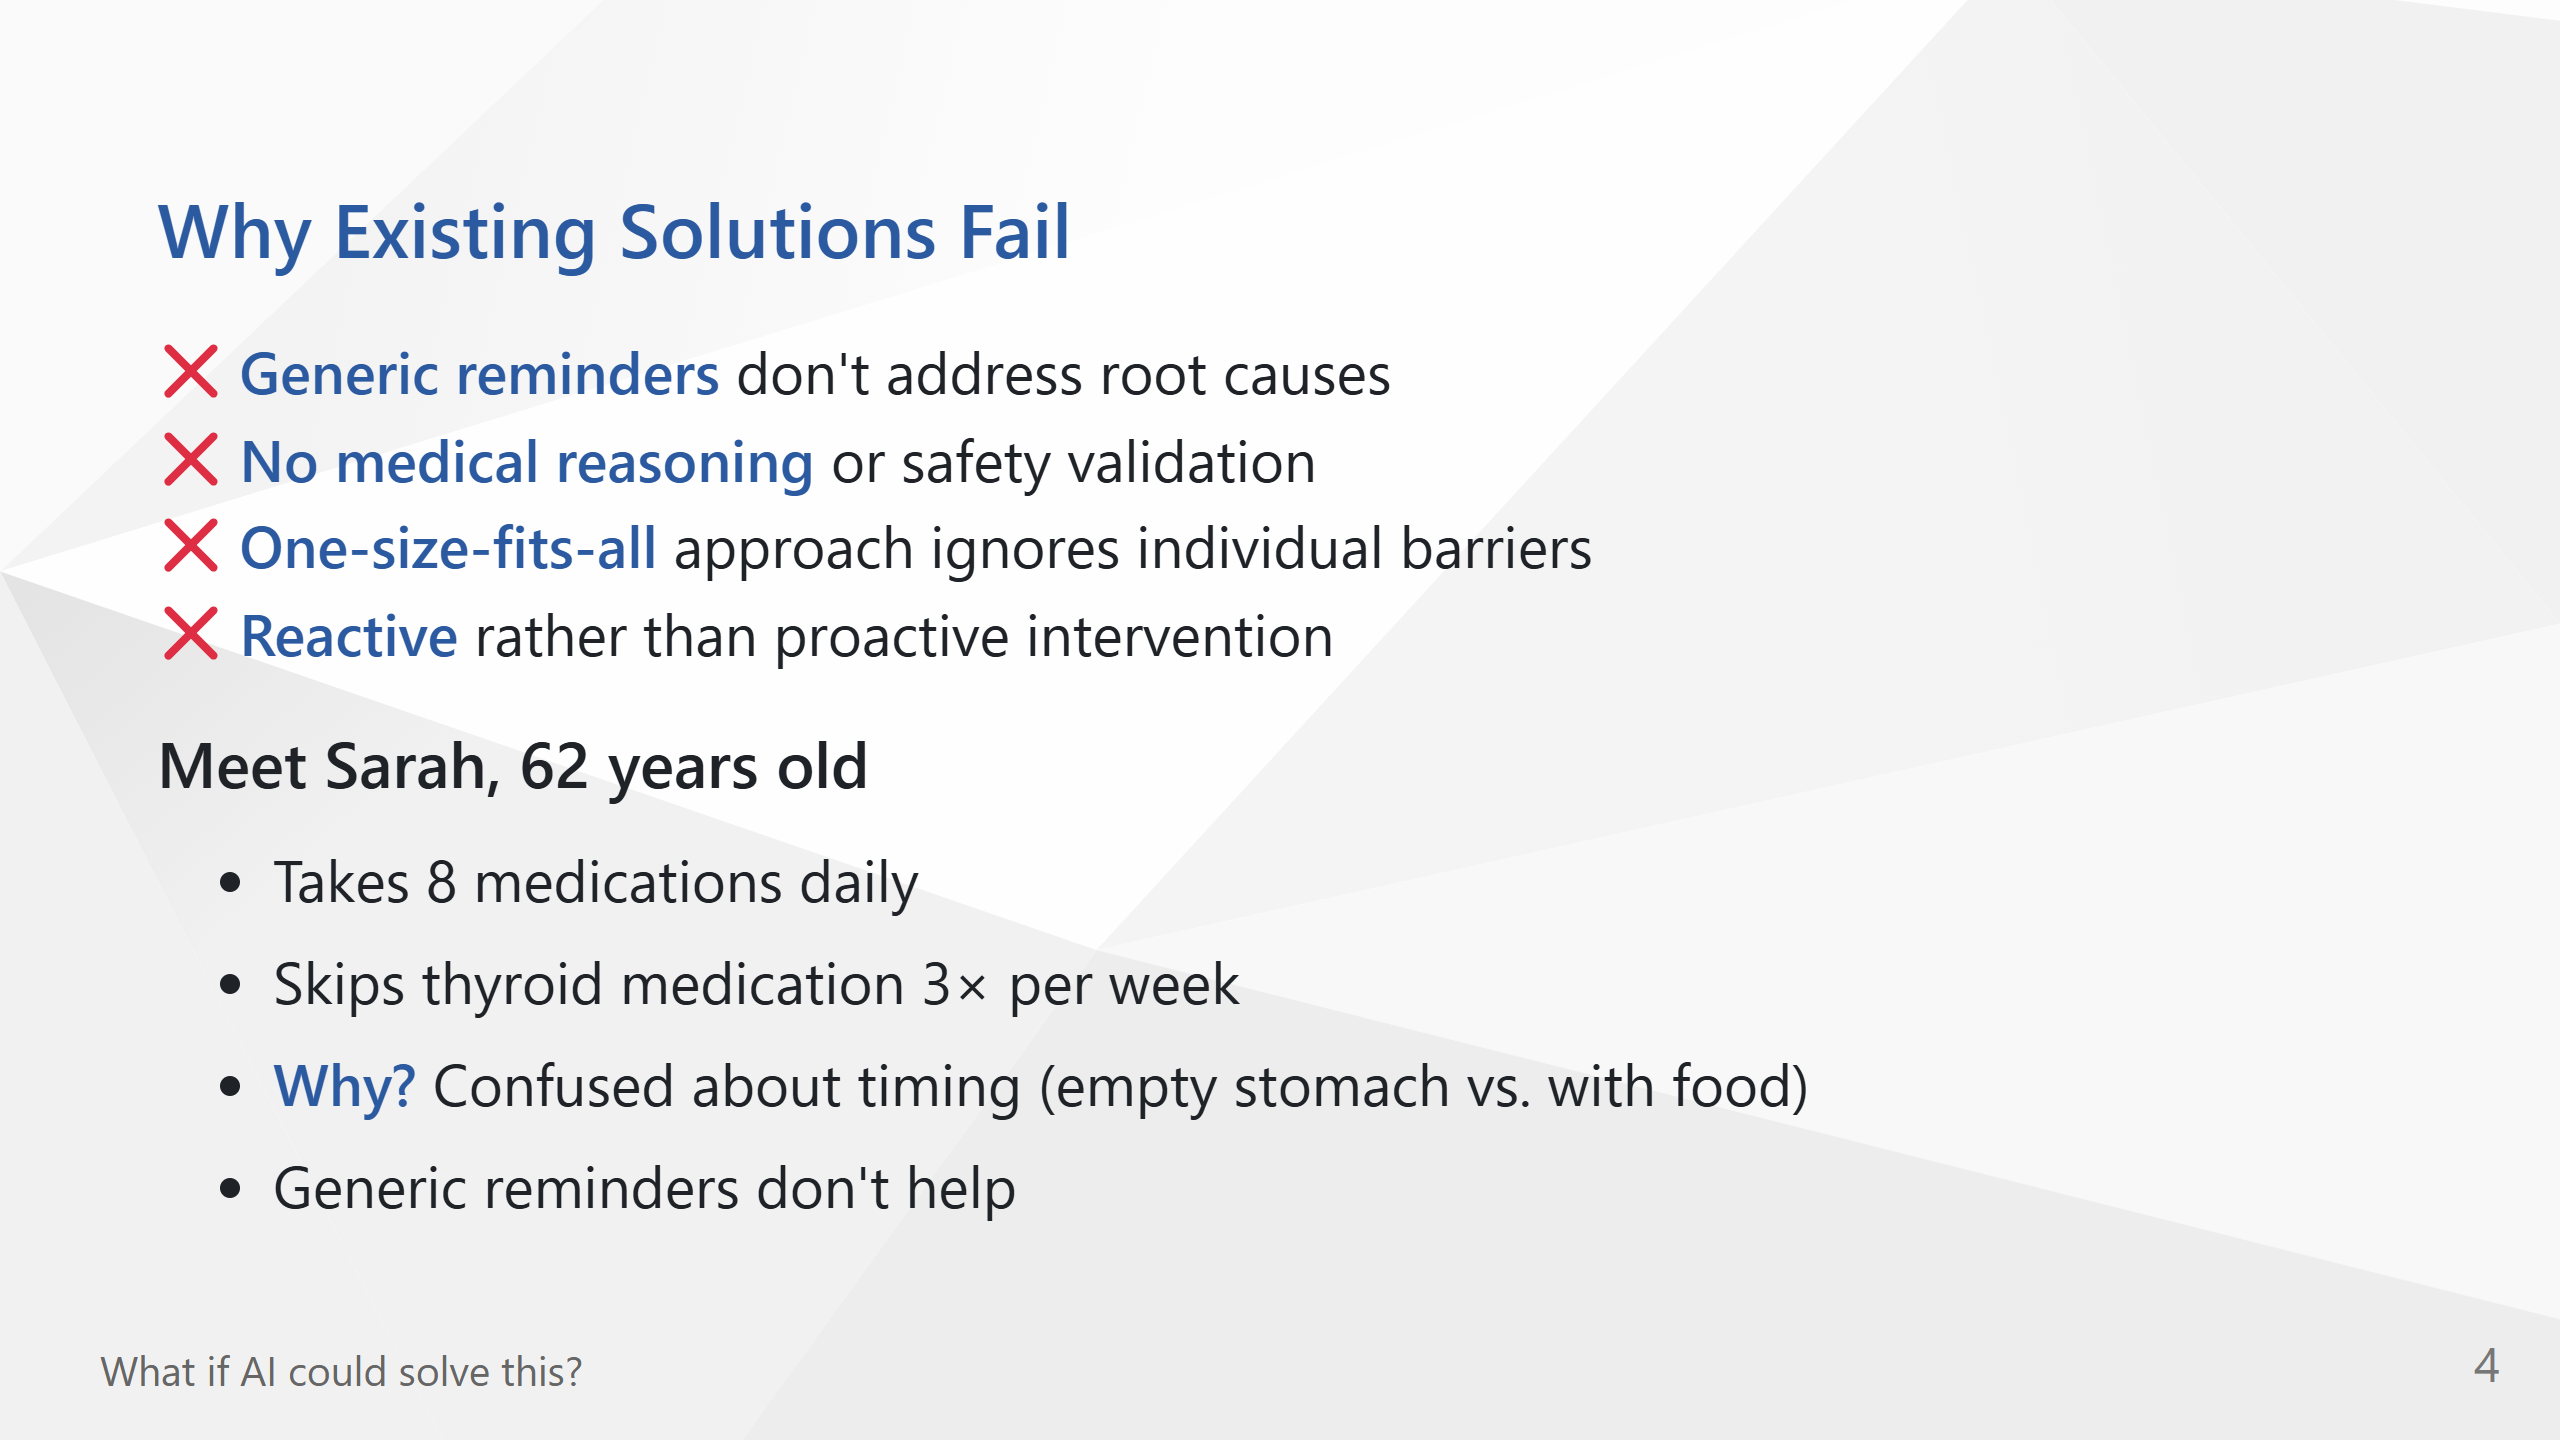 Why Existing Solutions Fail
❌ Generic reminders don't address root causes
❌ No medical reasoning or safety validation
❌ One-size-fits-all approach ignores individual barriers
❌ Reactive rather than proactive intervention
Meet Sarah, 62 years old
• Takes 8 medications daily
• Skips thyroid medication 3× per week
• Why? Confused about timing (empty stomach vs. with food)
• Generic reminders don't help
What if AI could solve this?
4